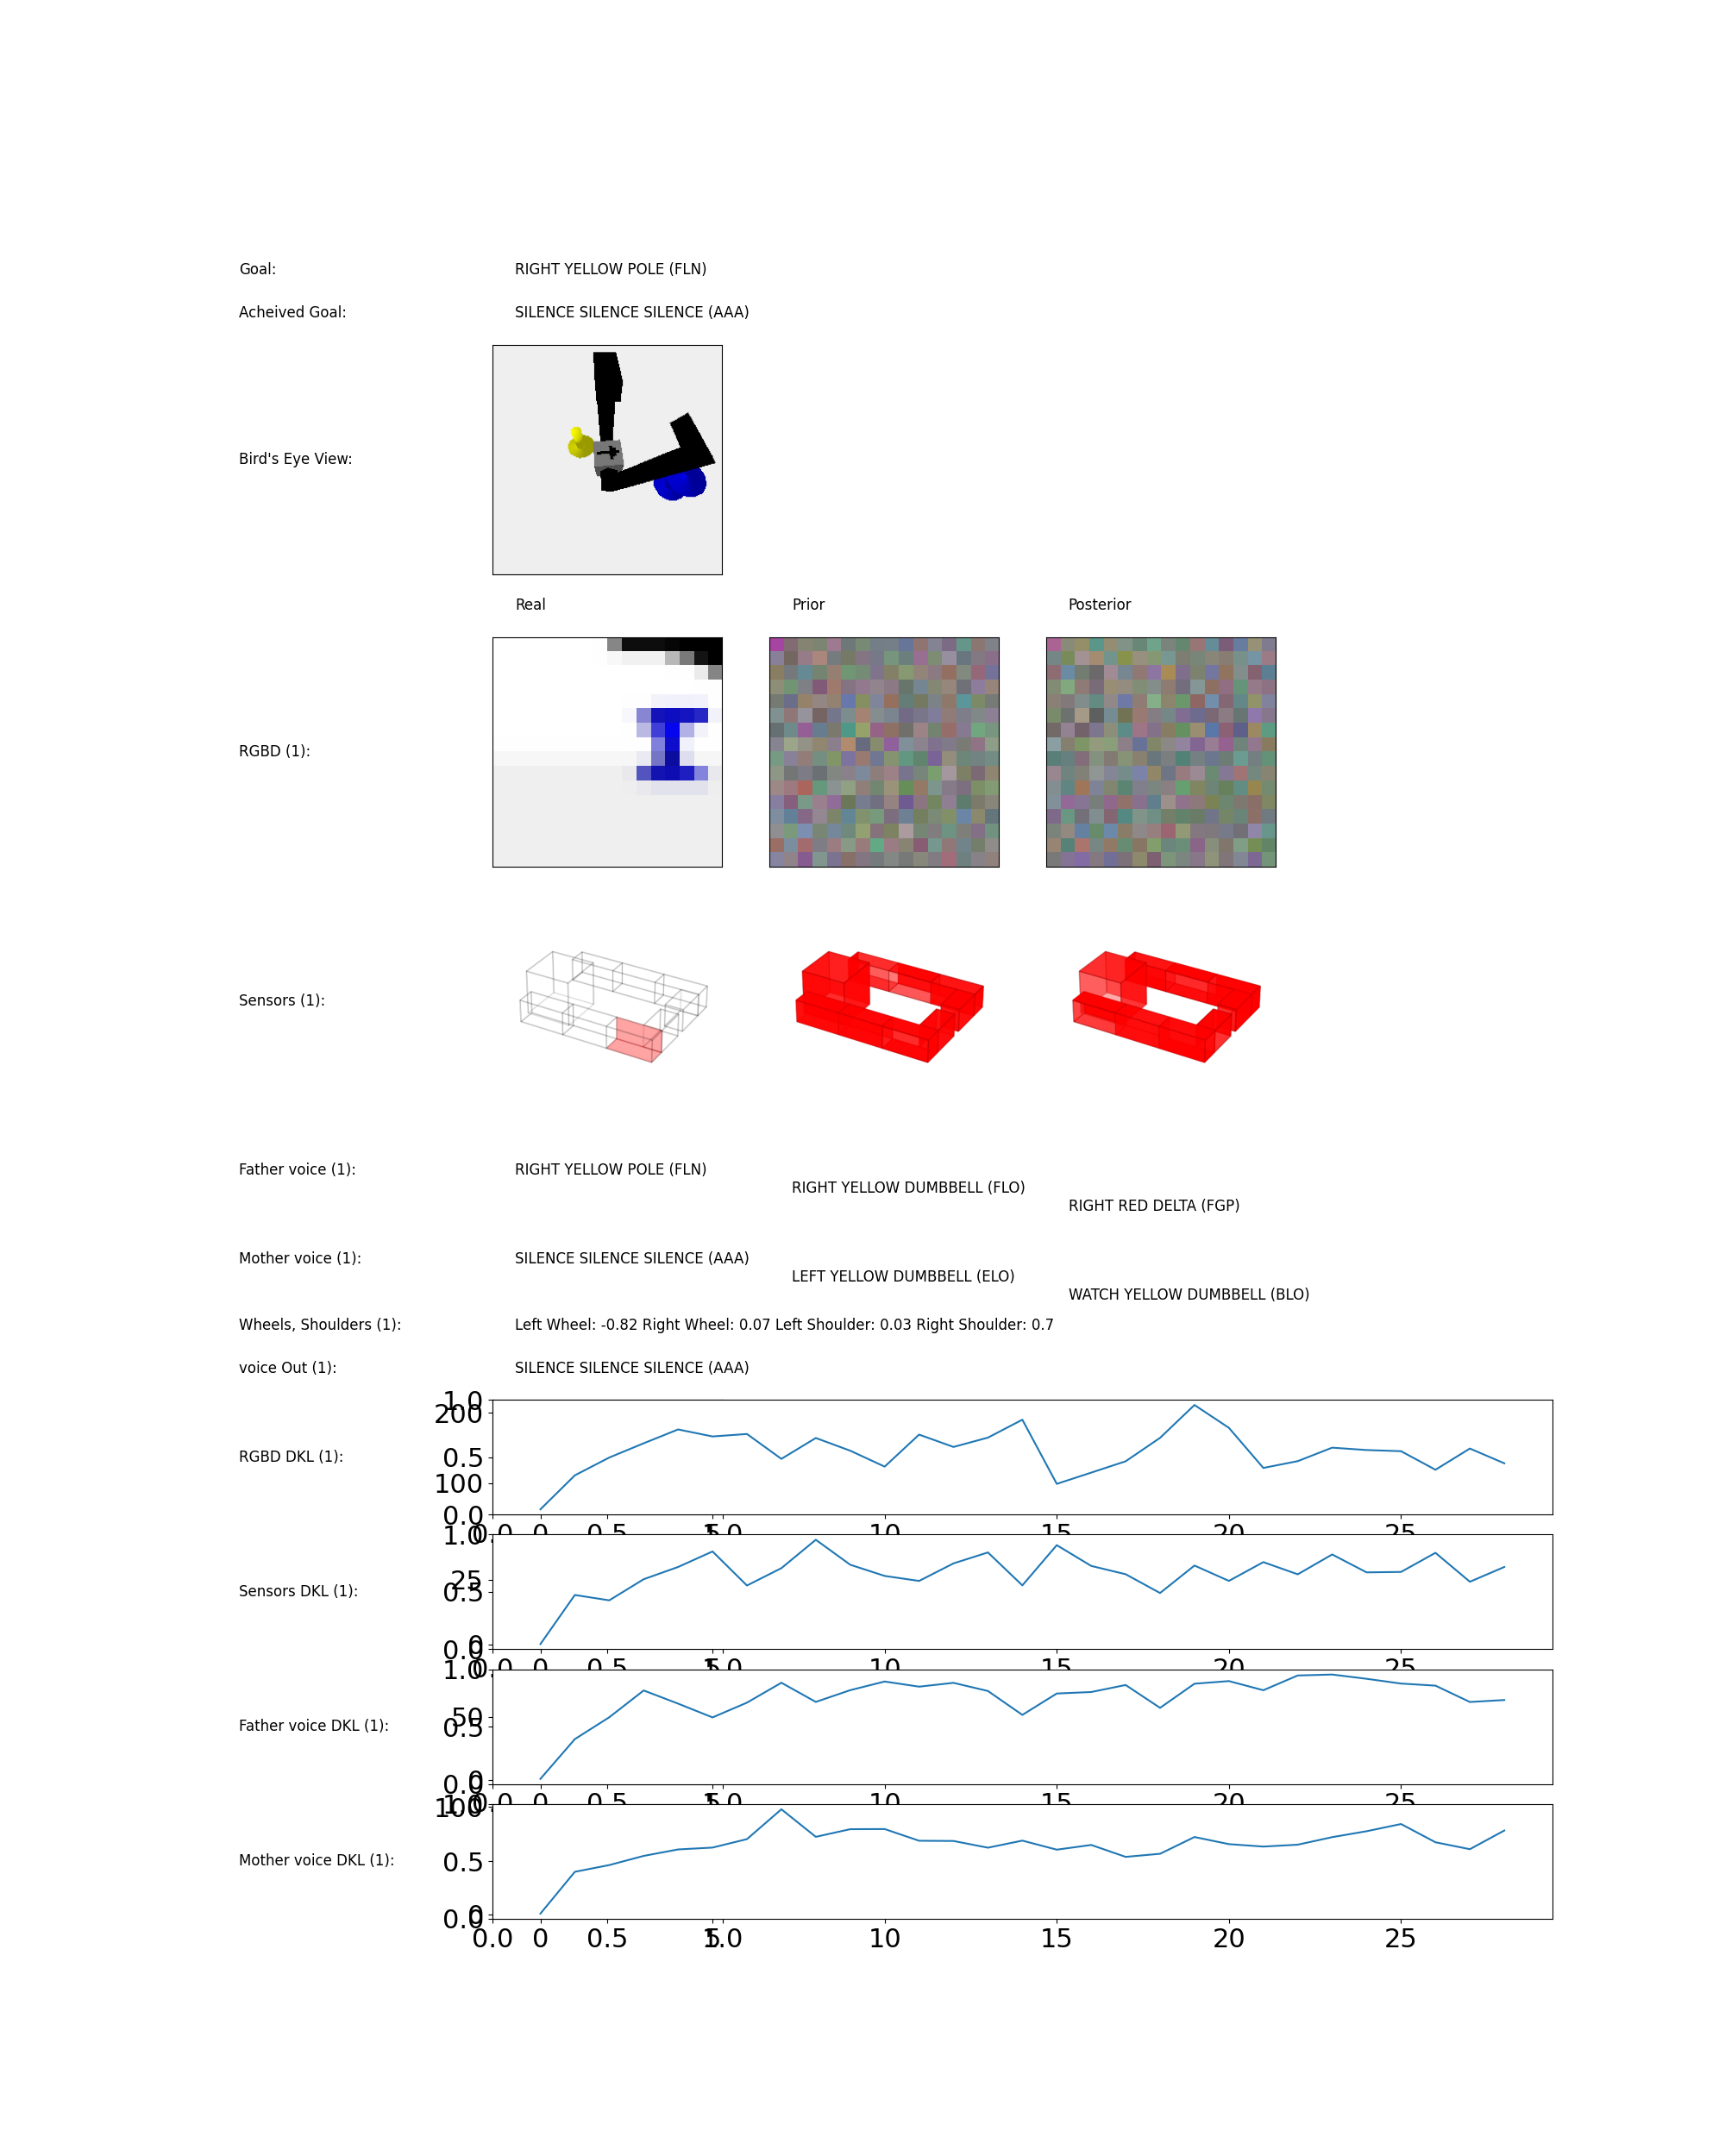 Goal: RIGHT YELLOW POLE (FLN)
Acheived Goal: SILENCE SILENCE SILENCE (AAA)
Bird's Eye View:
Real Prior Posterior
RGBD (1):
Sensors (1):
Father voice (1): RIGHT YELLOW POLE (FLN)
RIGHT YELLOW DUMBBELL (FLO)
RIGHT RED DELTA (FGP)
Mother voice (1): SILENCE SILENCE SILENCE (AAA)
LEFT YELLOW DUMBBELL (ELO)
WATCH YELLOW DUMBBELL (BLO)
Wheels, Shoulders (1): Left Wheel: -0.82 Right Wheel: 0.07 Left Shoulder: 0.03 Right Shoulder: 0.7
voice Out (1): SILENCE SILENCE SILENCE (AAA)
1.0
200
RGBD DKL (1): 0.5
100
0.0
0.0 0 0.5 5 1.0 10 15 20 25
1.0
25
Sensors DKL (1): 0.5
0
0.0
0.0 0 0.5 5 1.0 10 15 20 25
1.0
50
Father voice DKL (1): 0.5
0
0.0
0.0 0 0.5 5 1.0 10 15 20 25
1.0
100
Mother voice DKL (1): 0.5
0
0.0
0.0 0 0.5 5 1.0 10 15 20 25